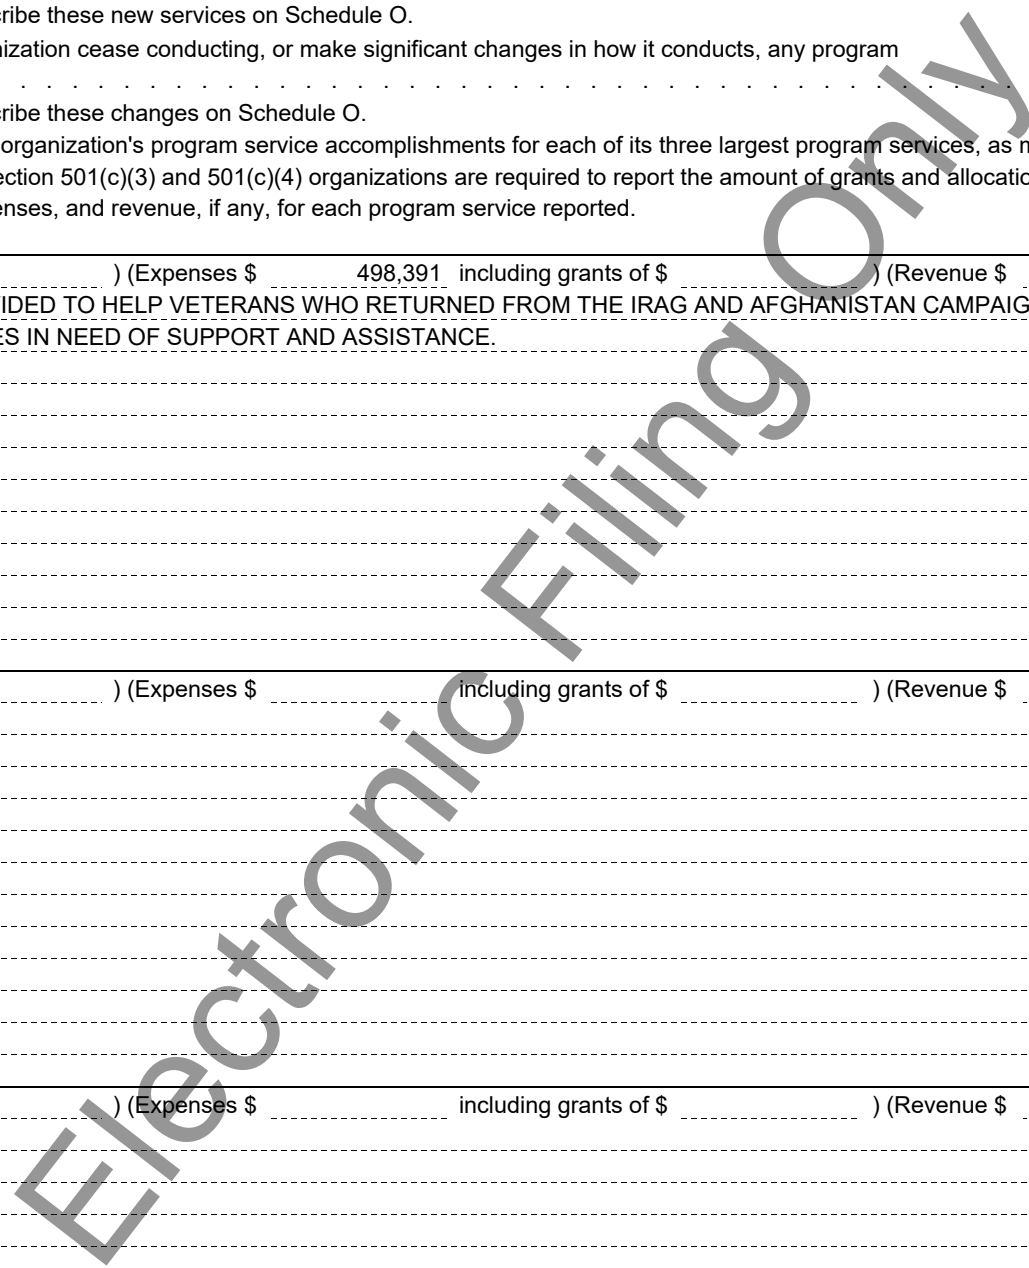 cribe these new services on Schedule O.
nization cease conducting, or make significant changes in how it conducts, any program
. . . . . . . . . . . . . . . . . . . . . . . . . . . . . . . . . . . . . . .
cribe these changes on Schedule O.
organization's program service accomplishments for each of its three largest program services, as m
ection 501(c)(3) and 501(c)(4) organizations are required to report the amount of grants and allocatio
enses, and revenue, if any, for each program service reported.
) (Expenses $ 498,391 including grants of $ ) (Revenue $
VIDED TO HELP VETERANS WHO RETURNED FROM THE IRAG AND AFGHANISTAN CAMPAIG
ES IN NEED OF SUPPORT AND ASSISTANCE.
) (Expenses $ including grants of $ ) (Revenue $
) (Expenses $ including grants of $ ) (Revenue $
Electronic Filing Only